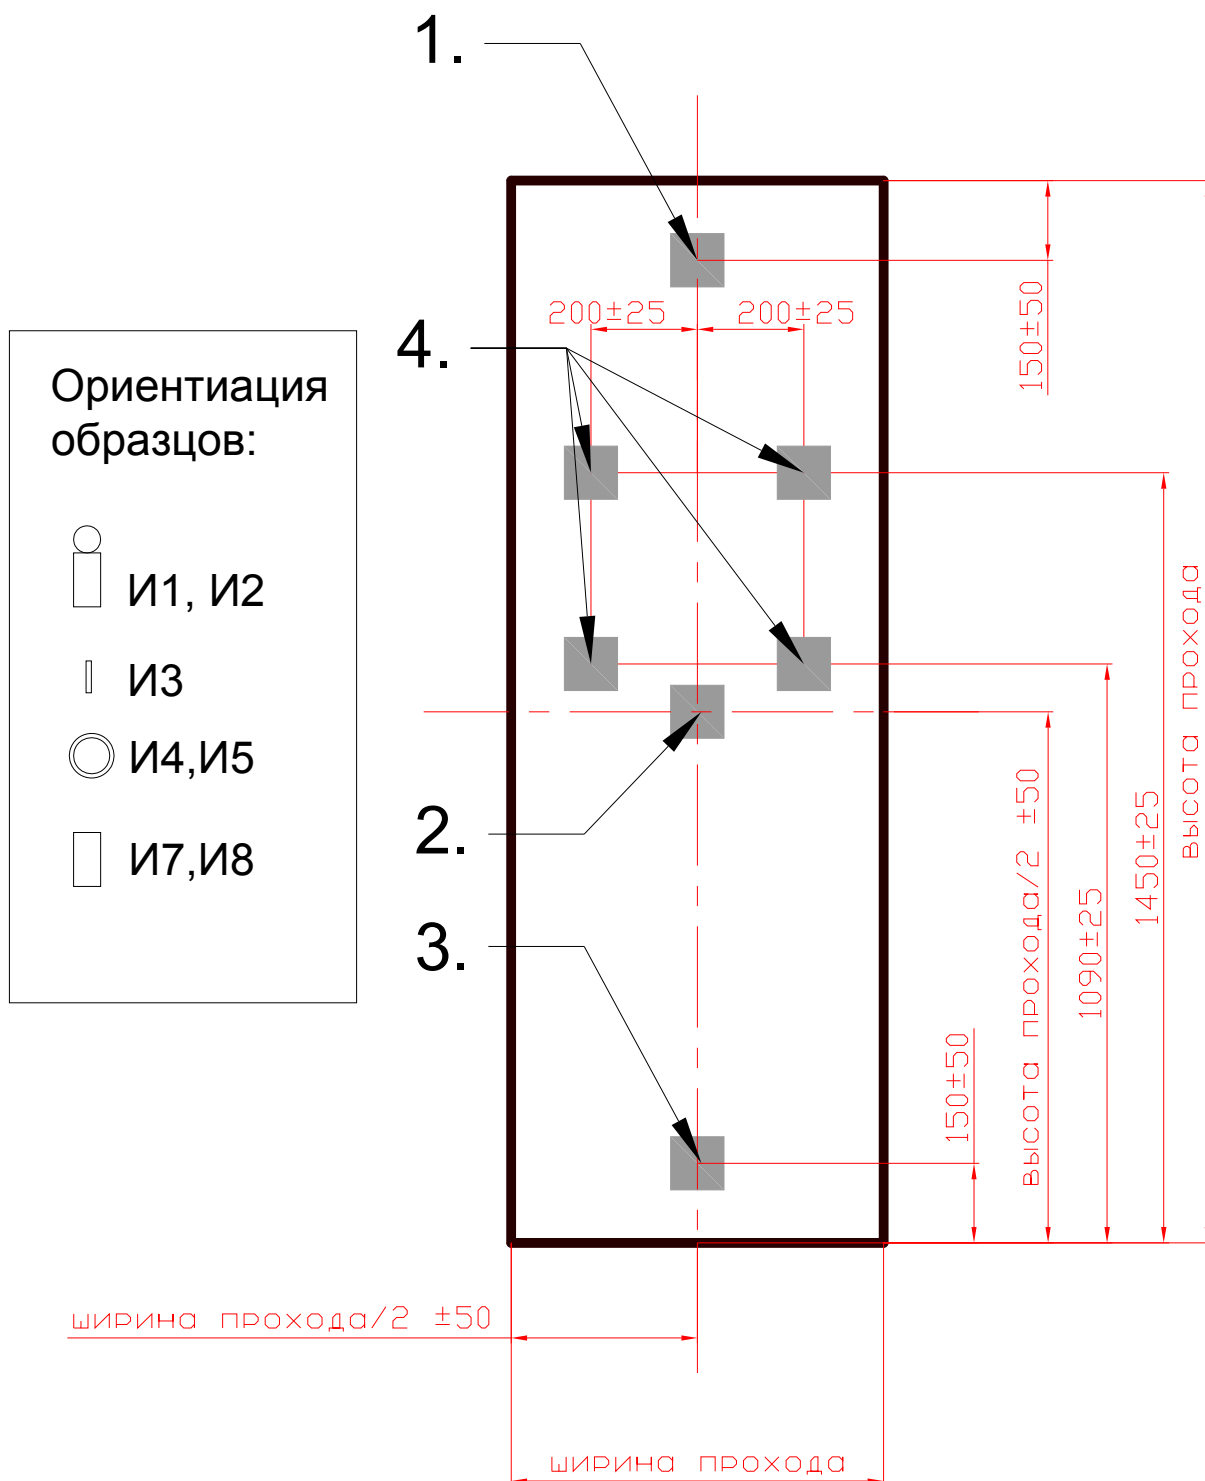 1.
200±25
200±25
150±50
4.
Ориентиация
образцов:
И1, И2
И3
И4,И5
И7,И8
высота прохода
1450±25
1090±25
высота прохода/2 ±50
2.
3.
150±50
ширина прохода/2 ±50
ширина прохода